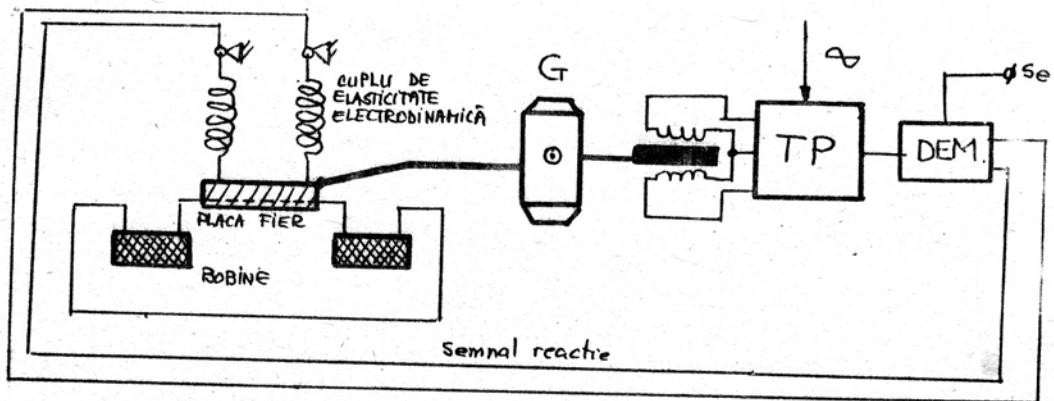 CUPLU DE
ELASTICITATE
ELECTRODINAMICĂ
G
Se
TP
DEM.
PLACA FIER
BOBINE
Semnal reactie